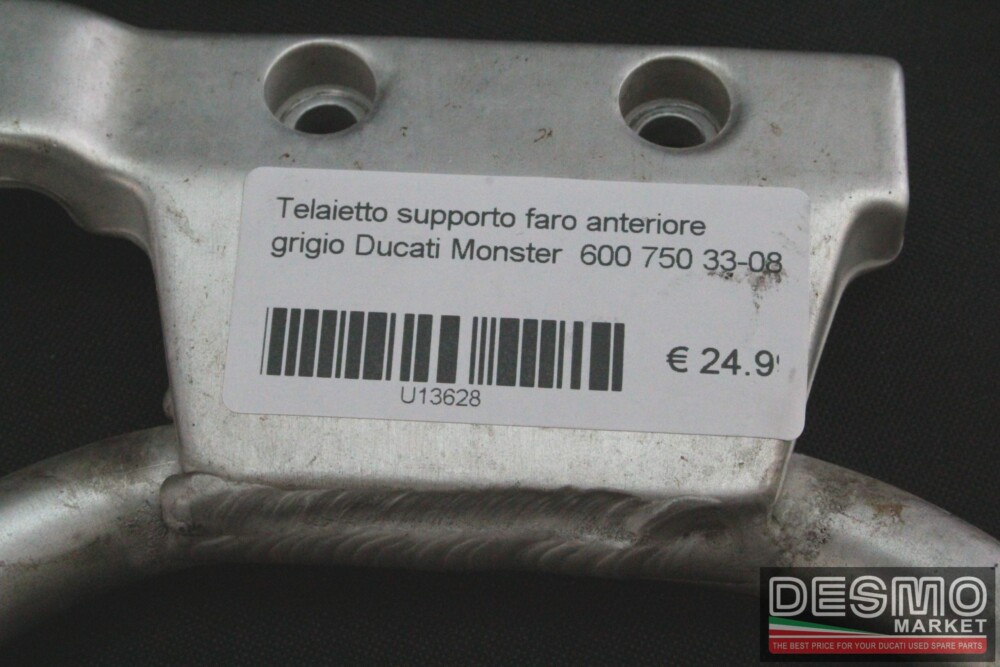 Telaietto supporto faro anteriore
grigio Ducati Monster 600 750 33-08
€ 24.9
U13628
DESMO
MARKET
THE BEST PRICE FOR YOUR DUCATI USED SPARE PARTS